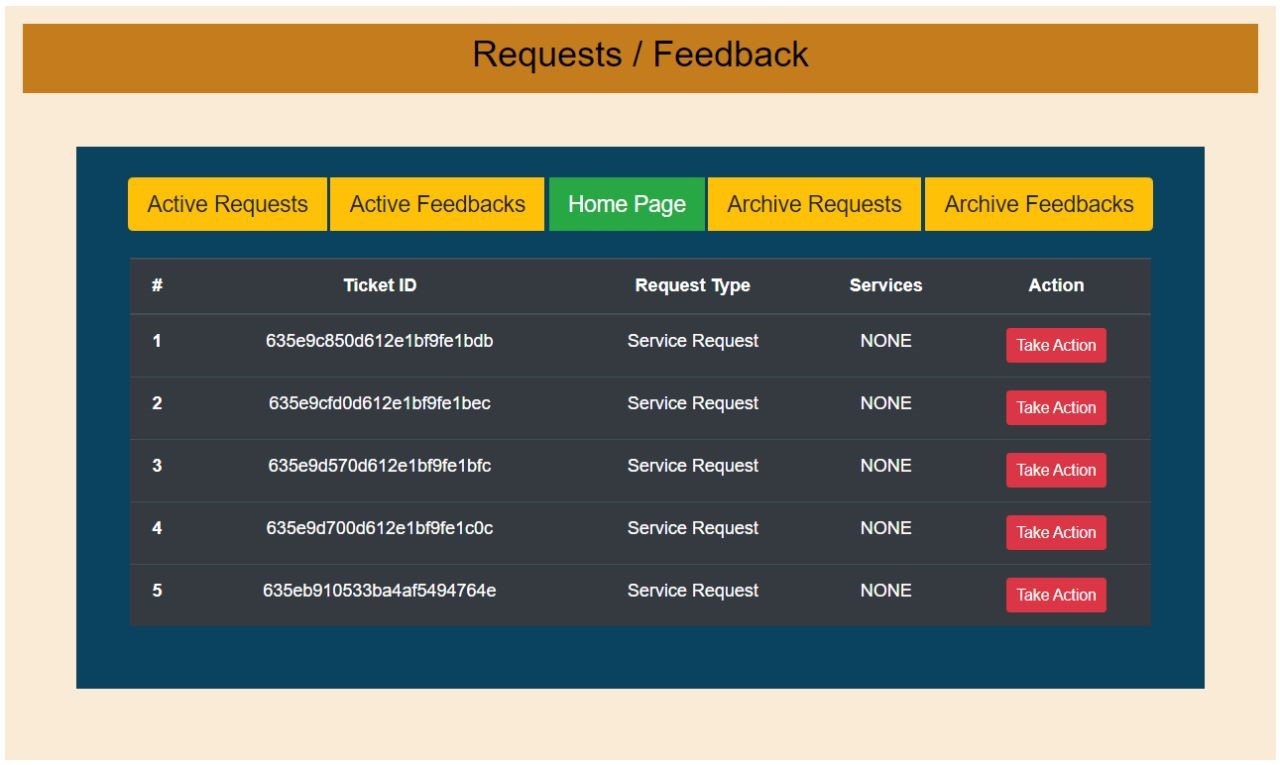 Requests / Feedback
Active Requests Active Feedbacks Home Page Archive Requests Archive Feedbacks
# Ticket ID Request Type Services Action
1 635e9c850d612e1bf9fe1bdb Service Request NONE Take Action
2 635e9cfd0d612e1bf9fe1bec Service Request NONE Take Action
3 635e9d570d612e1bf9fe1bfc Service Request NONE Take Action
4 635e9d700d612e1bf9fe1c0c Service Request NONE Take Action
5 635eb910533ba4af5494764e Service Request NONE Take Action